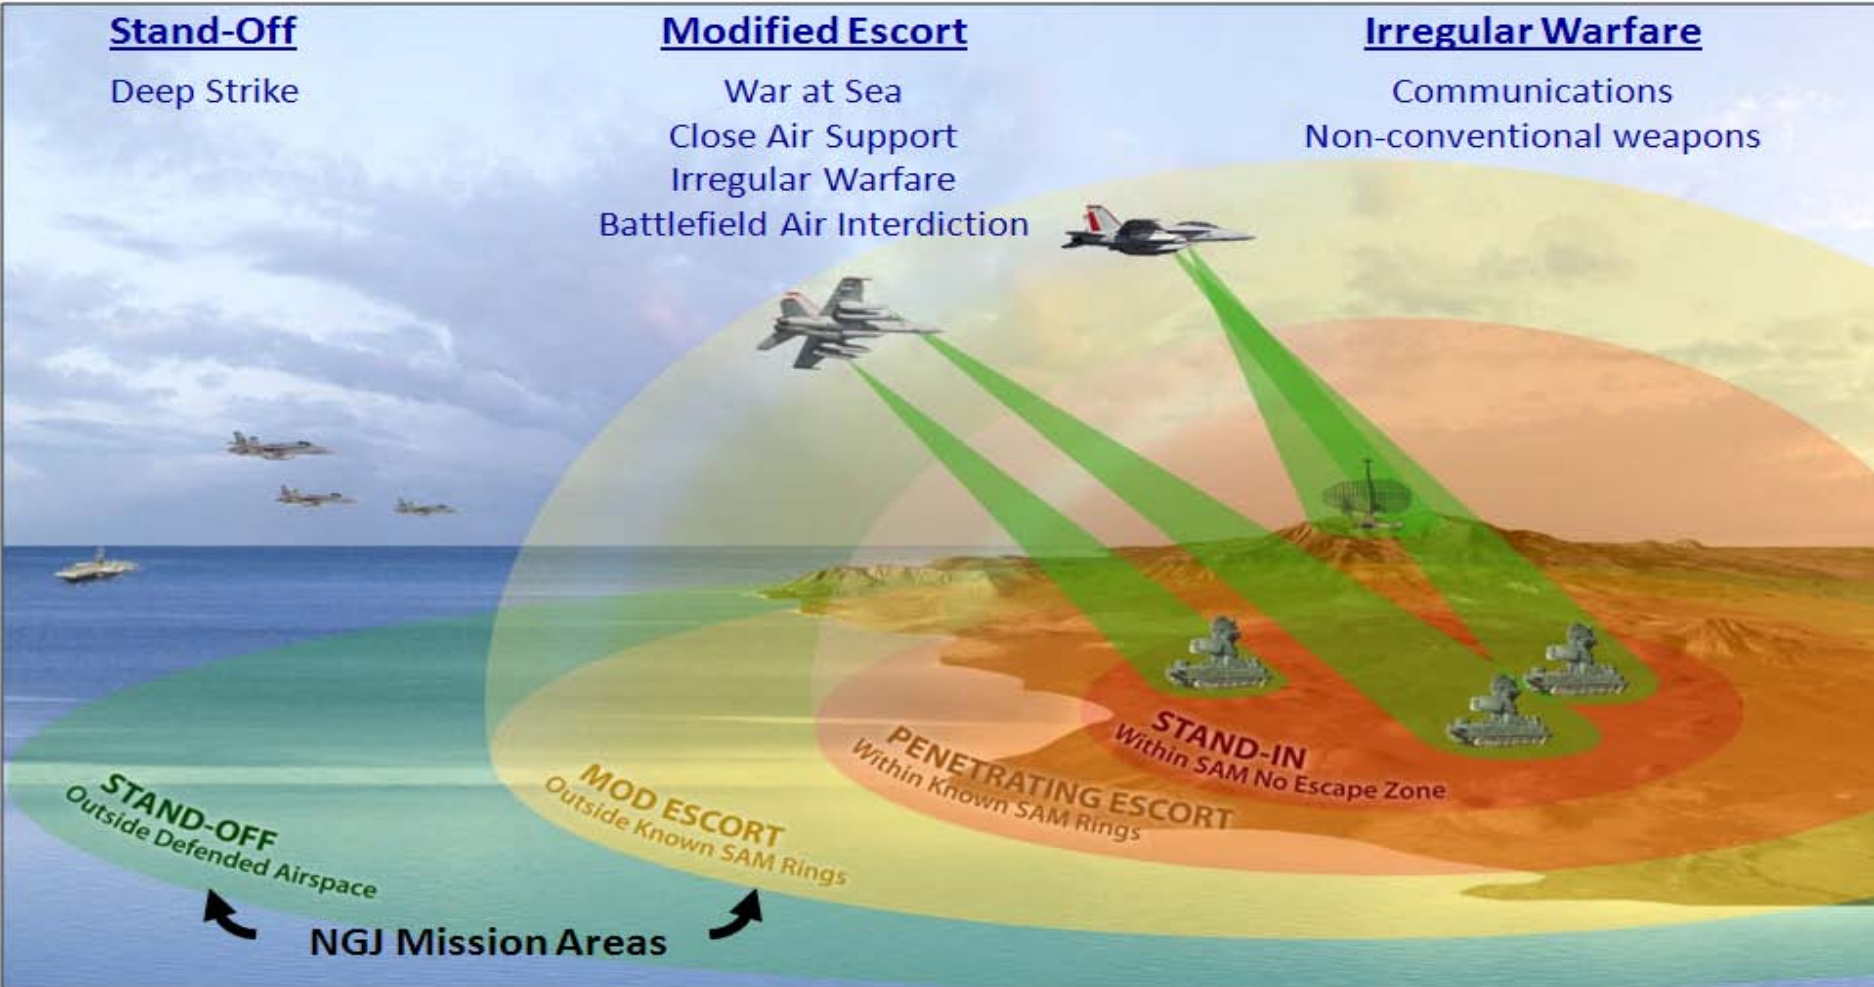 Stand-Off
Deep Strike
Modified Escort
War at Sea
Close Air Support
Irregular Warfare
Battlefield Air Interdiction
Irregular Warfare
Communications
Non-conventional weapons
STAND-OFF
Outside Defended Airspace
MOD ESCORT
Outside Known SAM Rings
PENETRATING ESCORT
Within Known SAM Rings
STAND-IN
Within SAM No Escape Zone
NGJ Mission Areas